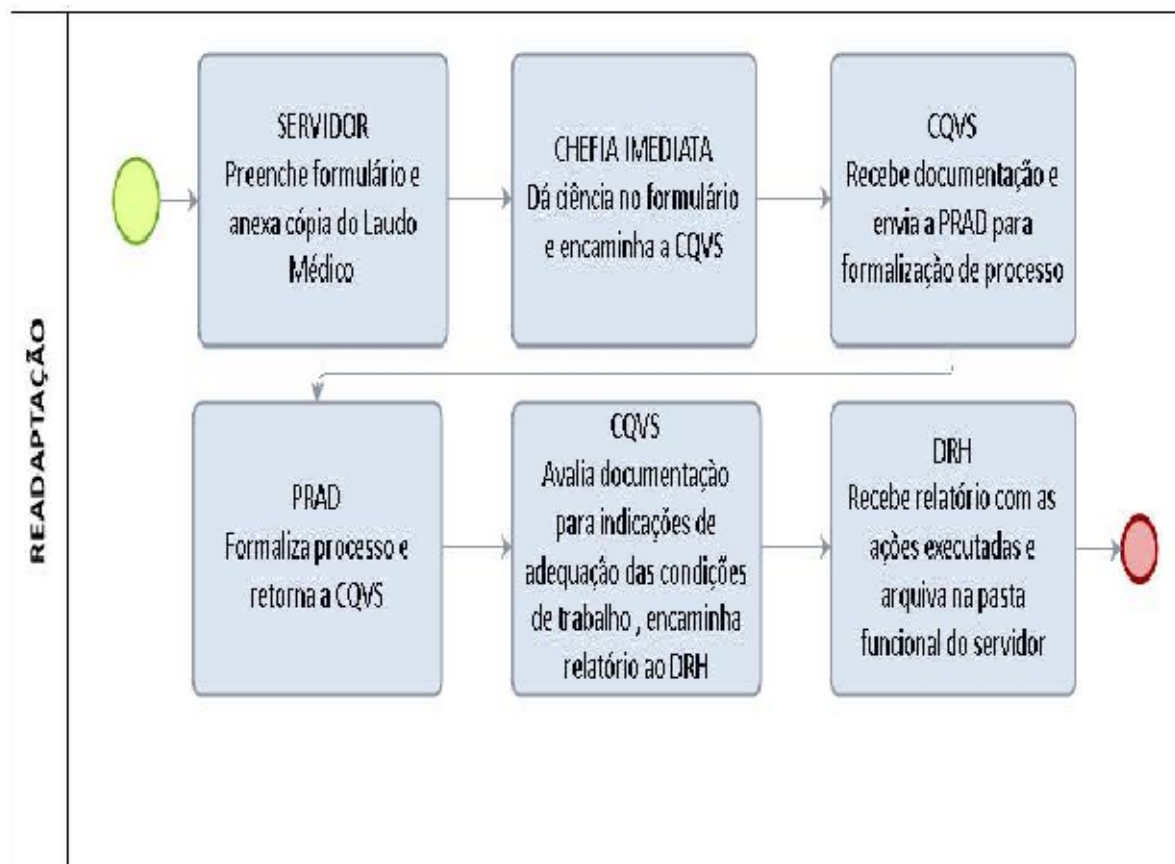 READAPTAÇÃO
SERVIDOR
Preenche formulário e
anexa cópia do Laudo
Médico
CHEFIA IMEDIATA
Dá ciência no formulário
e encaminha a CQVS
CQVS
Recebe documentação e
envia a PRAD para
formalização de processo
PRAD
Formaliza processo e
retorna a CQVS
CQVS
Avalia documentação
para indicações de
adequação das condições
de trabalho , encaminha
relatório ao DRH
DRH
Recebe relatório com as
ações executadas e
arquiva na pasta
funcional do servidor